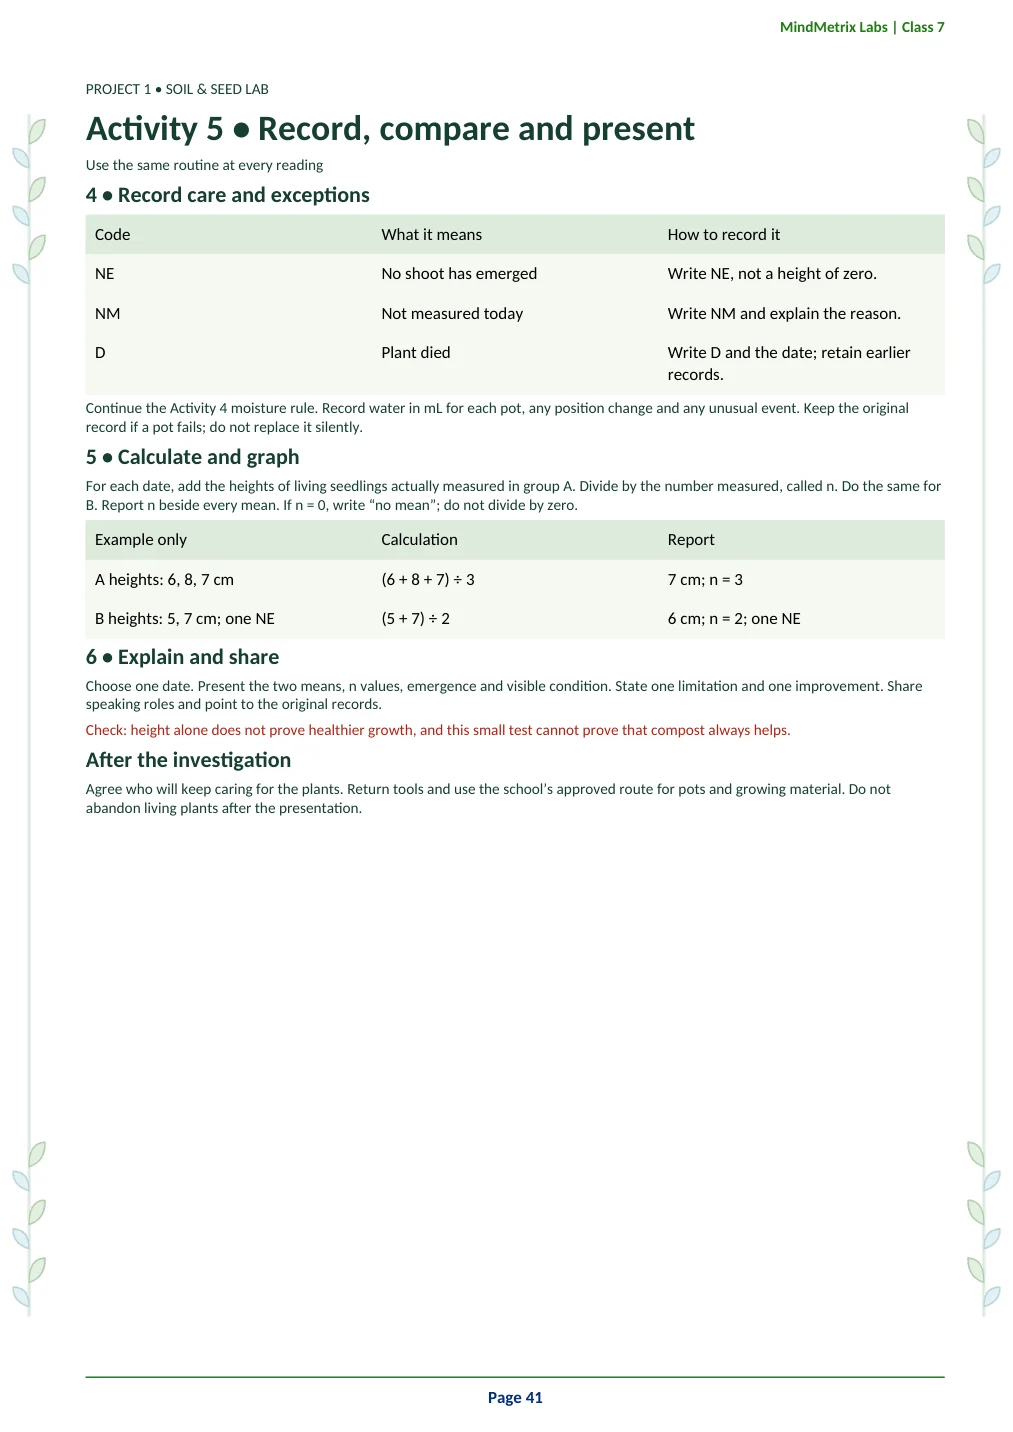 MindMetrix Labs | Class 7
PROJECT 1 ● SOIL & SEED LAB
Activity 5 ● Record, compare and present
Use the same routine at every reading
4 ● Record care and exceptions
Code What it means How to record it
NE No shoot has emerged Write NE, not a height of zero.
NM Not measured today Write NM and explain the reason.
D Plant died Write D and the date; retain earlier
records.
Continue the Activity 4 moisture rule. Record water in mL for each pot, any position change and any unusual event. Keep the original
record if a pot fails; do not replace it silently.
5 ● Calculate and graph
For each date, add the heights of living seedlings actually measured in group A. Divide by the number measured, called n. Do the same for
B. Report n beside every mean. If n = 0, write “no mean”; do not divide by zero.
Example only Calculation Report
A heights: 6, 8, 7 cm (6 + 8 + 7) ÷ 3 7 cm; n = 3
B heights: 5, 7 cm; one NE (5 + 7) ÷ 2 6 cm; n = 2; one NE
6 ● Explain and share
Choose one date. Present the two means, n values, emergence and visible condition. State one limitation and one improvement. Share
speaking roles and point to the original records.
Check: height alone does not prove healthier growth, and this small test cannot prove that compost always helps.
After the investigation
Agree who will keep caring for the plants. Return tools and use the school’s approved route for pots and growing material. Do not
abandon living plants after the presentation.
Page 41